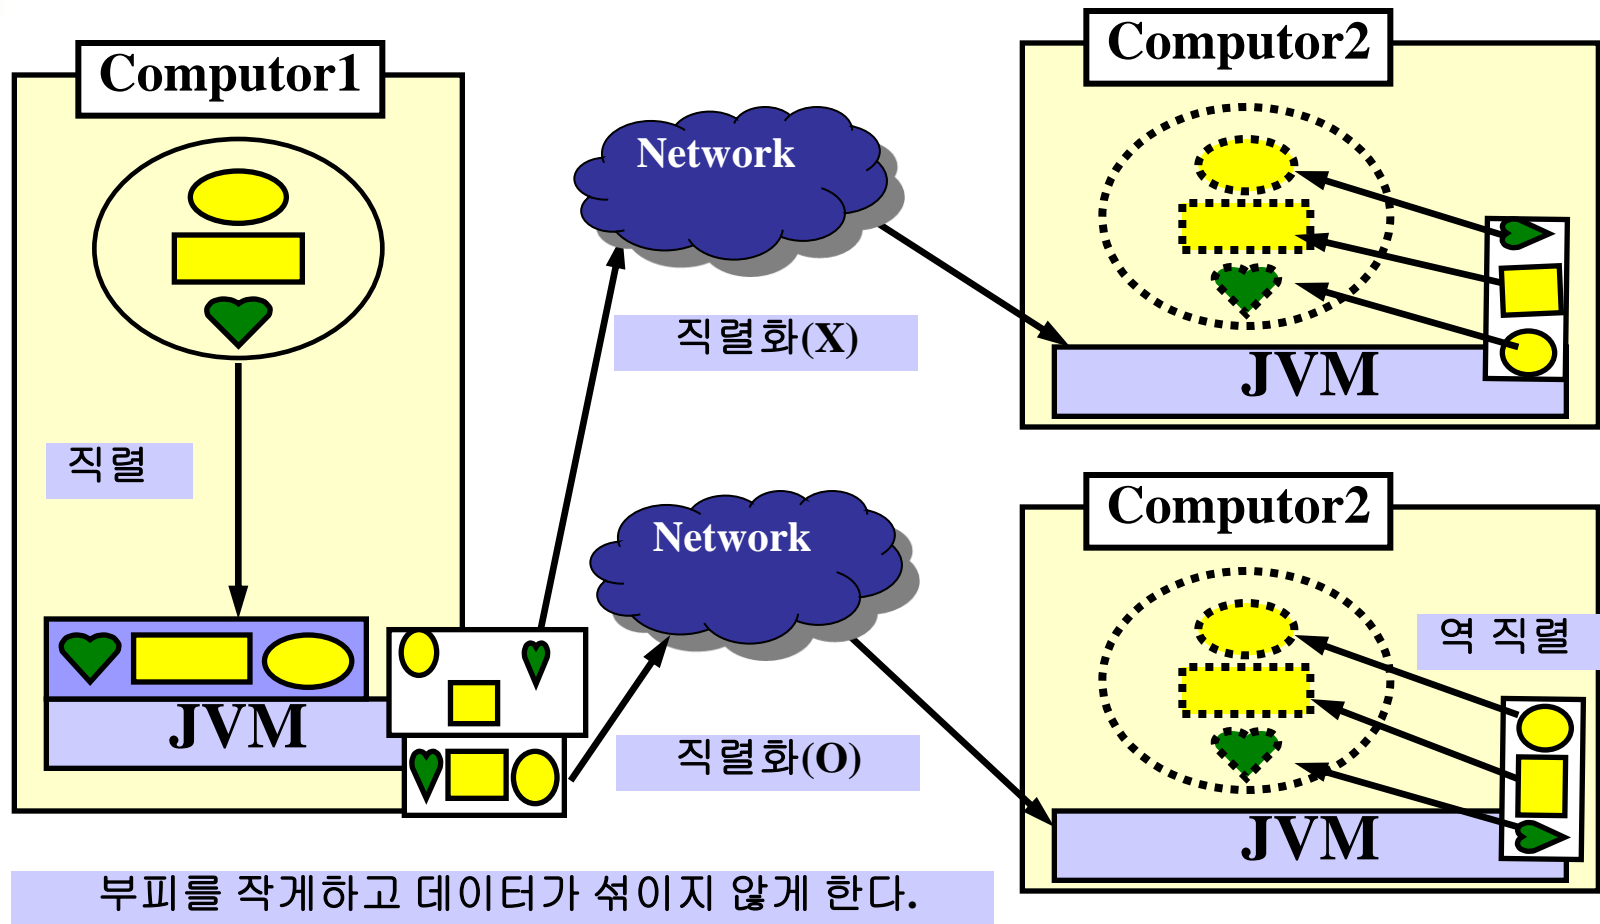 Computor1
Computor2
Network
직렬화(X)
JVM
직렬
Computor2
Network
역 직렬
JVM
직렬화(O)
JVM
부피를 작게하고 데이터가 섞이지 않게 한다.